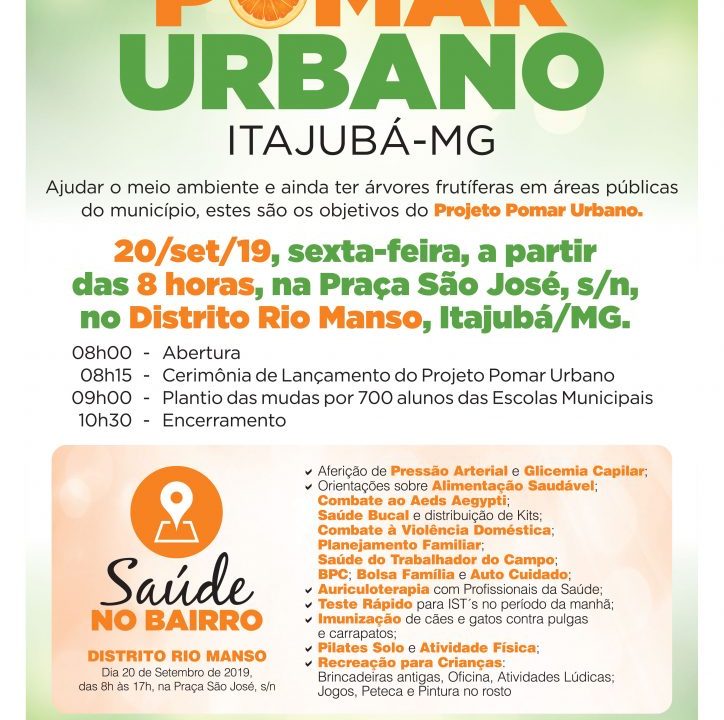 POMAR
URBANO
ITAJUBÁ-MG
Ajudar o meio ambiente e ainda ter árvores frutíferas em áreas públicas
do município, estes são os objetivos do Projeto Pomar Urbano.
20/set/19, sexta-feira, a partir
das 8 horas, na Praça São José, s/n,
no Distrito Rio Manso, Itajubá/MG.
08h00 - Abertura
08h15 - Cerimônia de Lançamento do Projeto Pomar Urbano
09h00 - Plantio das mudas por 700 alunos das Escolas Municipais
10h30 - Encerramento
Saúde
NO BAIRRO
DISTRITO RIO MANSO
Dia 20 de Setembro de 2019,
das 8h às 17h, na Praça São José, s/n
Aferição de Pressão Arterial e Glicemia Capilar;
Orientações sobre Alimentação Saudável;
Combate ao Aeds Aegypti;
Saúde Bucal e distribuição de Kits;
Combate à Violência Doméstica;
Planejamento Familiar;
Saúde do Trabalhador do Campo;
BPC; Bolsa Família e Auto Cuidado;
Auriculoterapia com Profissionais da Saúde;
Teste Rápido para IST´s no período da manhã;
Imunização de cães e gatos contra pulgas
e carrapatos;
Pilates Solo e Atividade Física;
Recreação para Crianças:
Brincadeiras antigas, Oficina, Atividades Lúdicas;
Jogos, Peteca e Pintura no rosto